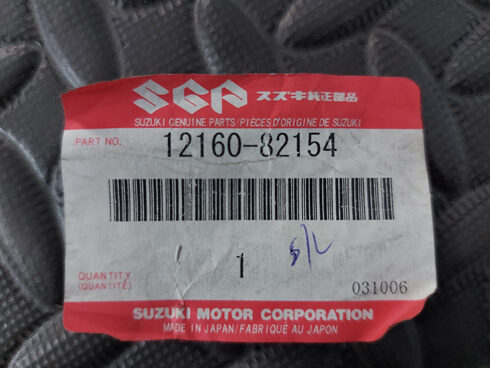 SGP スズキ純正部品
SUZUKI GENUINE PARTS/PIÈCES D'ORIGINE DE SUZUKI
PART NO. 12160-82154
S/L
QUANTITY 1
(QUANTITÉ) 031006
SUZUKI MOTOR CORPORATION
MADE IN JAPAN/FABRIQUÉ AU JAPON